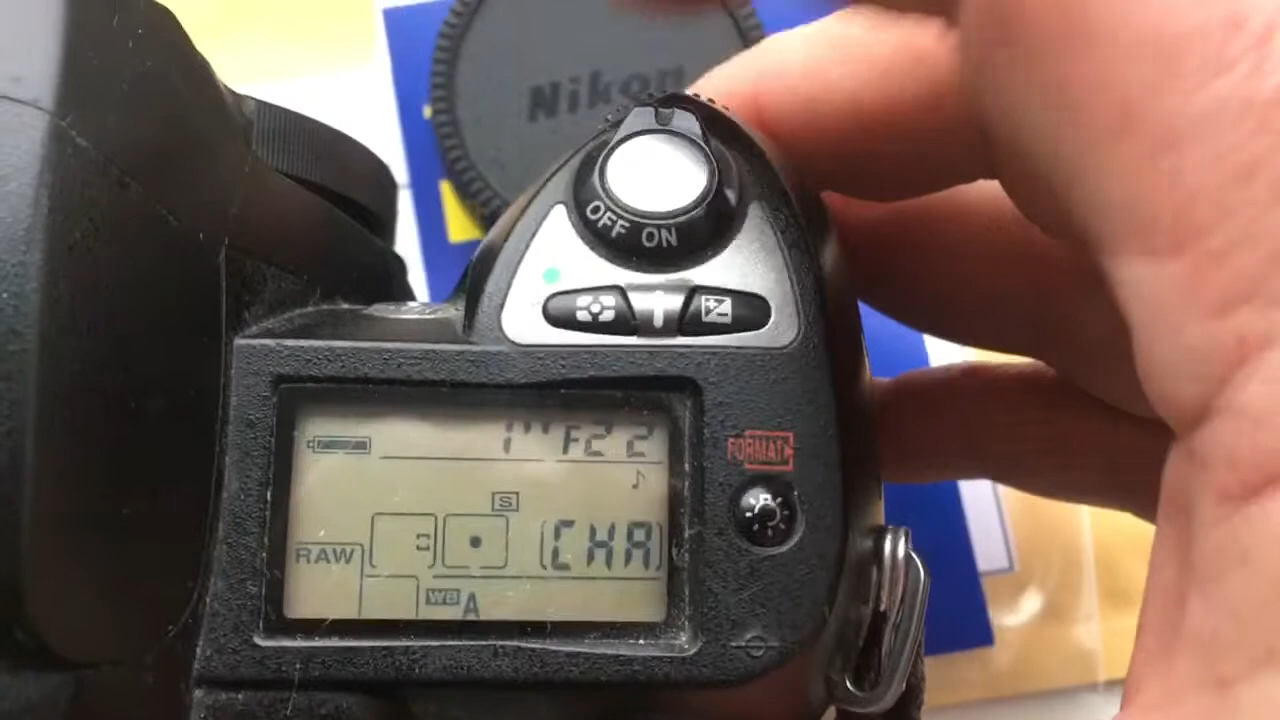 Nikon
OFF ON
1" F22
FORMAT
S
[CHA]
RAW
WB A